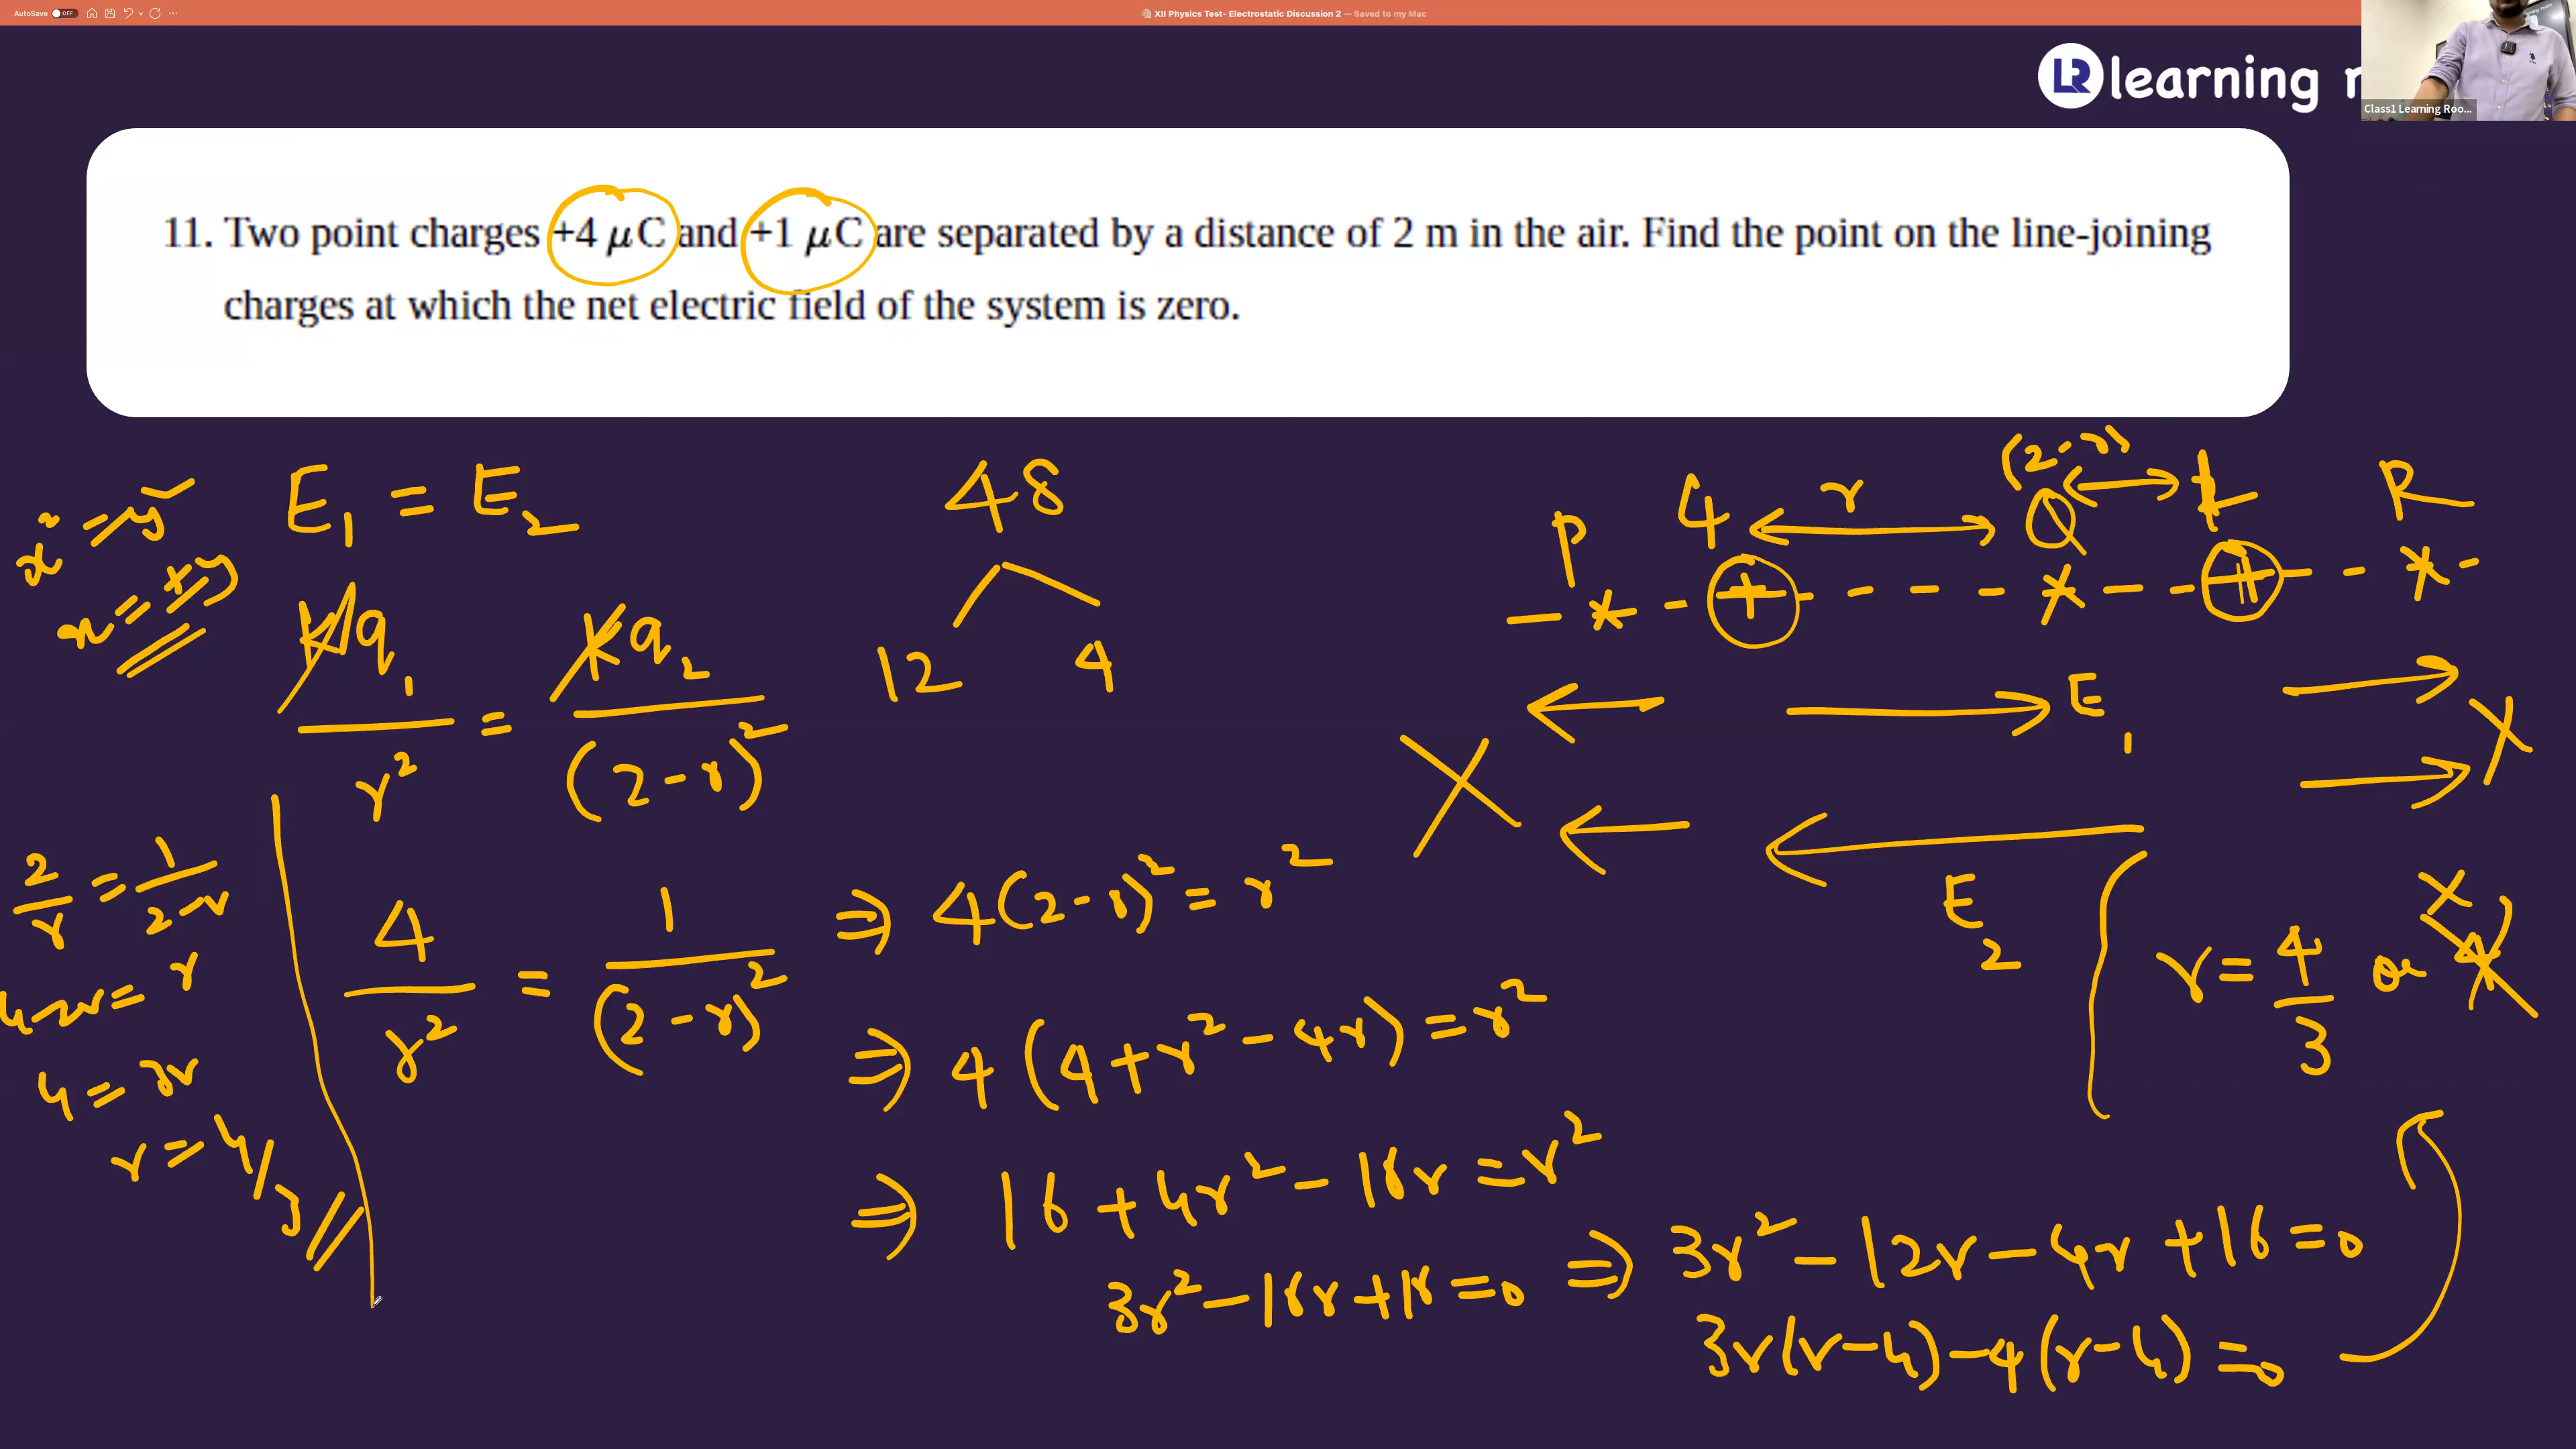 AutoSave OFF
XII Physics Test- Electrostatic Discussion 2 — Saved to my Mac
LR learning r
Class1 Learning Roo...
11. Two point charges +4 μC and +1 μC are separated by a distance of 2 m in the air. Find the point on the line-joining
charges at which the net electric field of the system is zero.
x² = y²
x = ±y
E₁ = E₂
Kq₁/r² = Kq₂/(2-r)²
48
12 4
P 4 r Q (2-r) 1 R
E₁
E₂
2/r = 1/2-r
4-2r = r
4 = 3r
r = 4/3
4/r² = 1/(2-r)²
⇒ 4(2-r)² = r²
⇒ 4(4+r²-4r) = r²
⇒ 16+4r²-16r = r²
3r²-16r+16=0 ⇒ 3r²-12r-4r+16=0
3r(r-4)-4(r-4)=0
r = 4/3 or 4